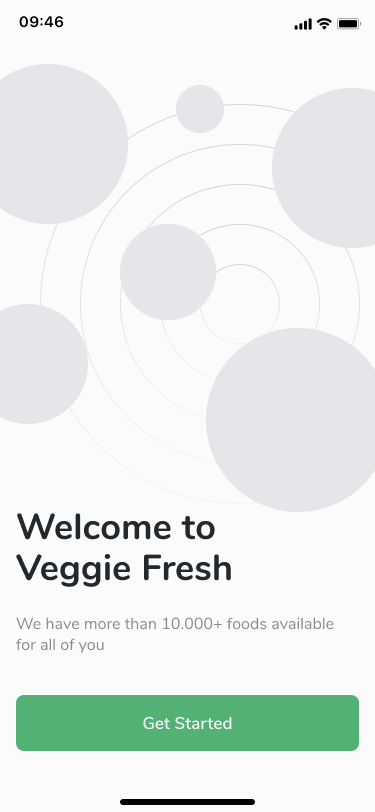 09:46
Welcome to
Veggie Fresh
We have more than 10.000+ foods available
for all of you
Get Started